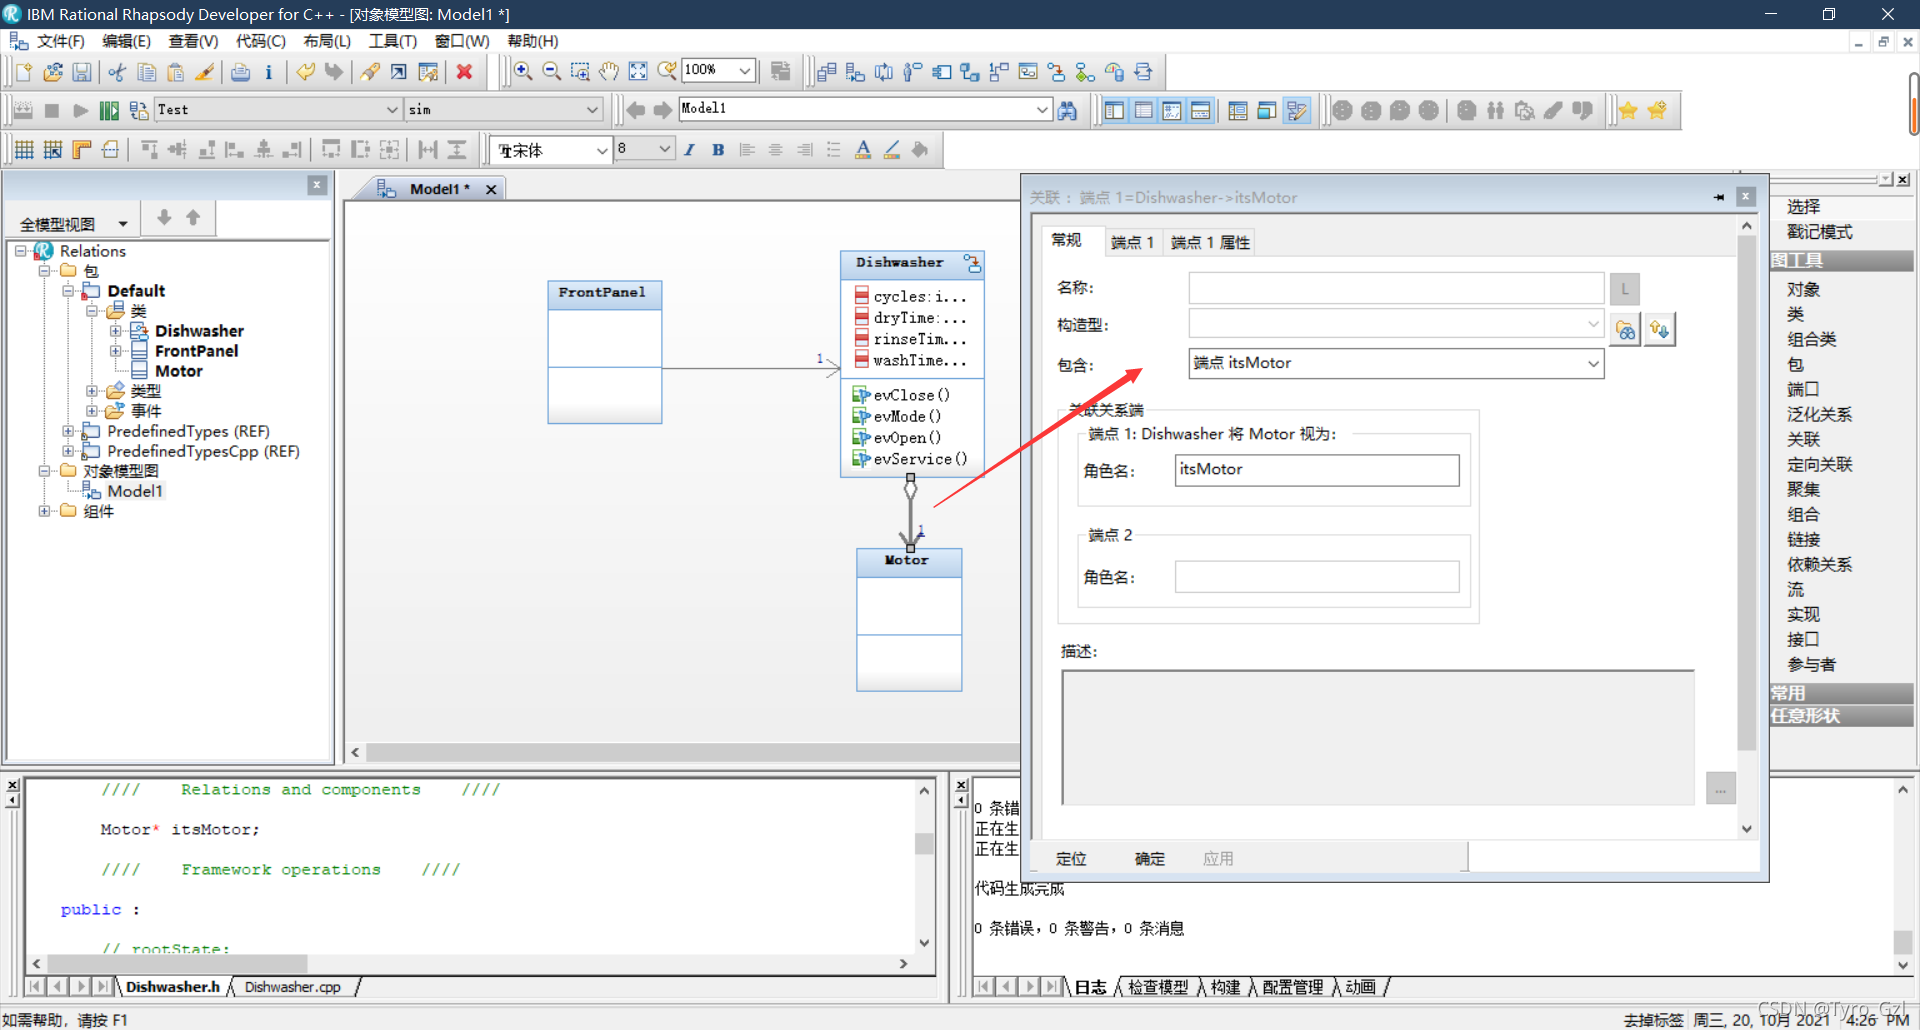 IBM Rational Rhapsody Developer for C++ - [对象模型图: Model1 *]
文件(F) 编辑(E) 查看(V) 代码(C) 布局(L) 工具(T) 窗口(W) 帮助(H)
100%
Test sim Model1
宋体 8
Model1 *
全模型视图
Relations
包
Default
类
Dishwasher
FrontPanel
Motor
类型
事件
PredefinedTypes (REF)
PredefinedTypesCpp (REF)
对象模型图
Model1
组件
FrontPanel
1
Dishwasher
cycles:i...
dryTime:...
rinseTim...
washTime...
evClose()
evMode()
evOpen()
evService()
1
Motor
关联 : 端点 1=Dishwasher->itsMotor
常规 端点 1 端点 1 属性
名称:
L
构造型:
包含:
端点 itsMotor
关联关系端
端点 1: Dishwasher 将 Motor 视为:
角色名:
itsMotor
端点 2
角色名:
描述:
...
定位 确定 应用
选择
戳记模式
图工具
对象
类
组合类
包
端口
泛化关系
关联
定向关联
聚集
组合
链接
依赖关系
流
实现
接口
参与者
常用
任意形状
//// Relations and components ////
Motor* itsMotor;
//// Framework operations ////
public :
// rootState:
Dishwasher.h Dishwasher.cpp
0 条错
正在生
正在生
代码生成完成
0 条错误，0 条警告，0 条消息
日志 检查模型 构建 配置管理 动画
如需帮助，请按 F1
去掉标签 周三, 20, 10月 2021 4:26 PM
CSDN @Tyro_Gzl